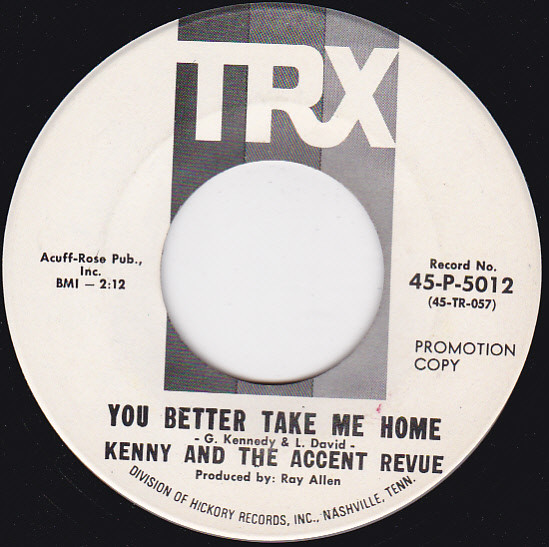 TRX
Acuff-Rose Pub.,
Inc.
BMI — 2:12
Record No.
45-P-5012
(45-TR-057)
PROMOTION
COPY
YOU BETTER TAKE ME HOME
- G. Kennedy & L. David -
KENNY AND THE ACCENT REVUE
Produced by: Ray Allen
DIVISION OF HICKORY RECORDS, INC., NASHVILLE, TENN.